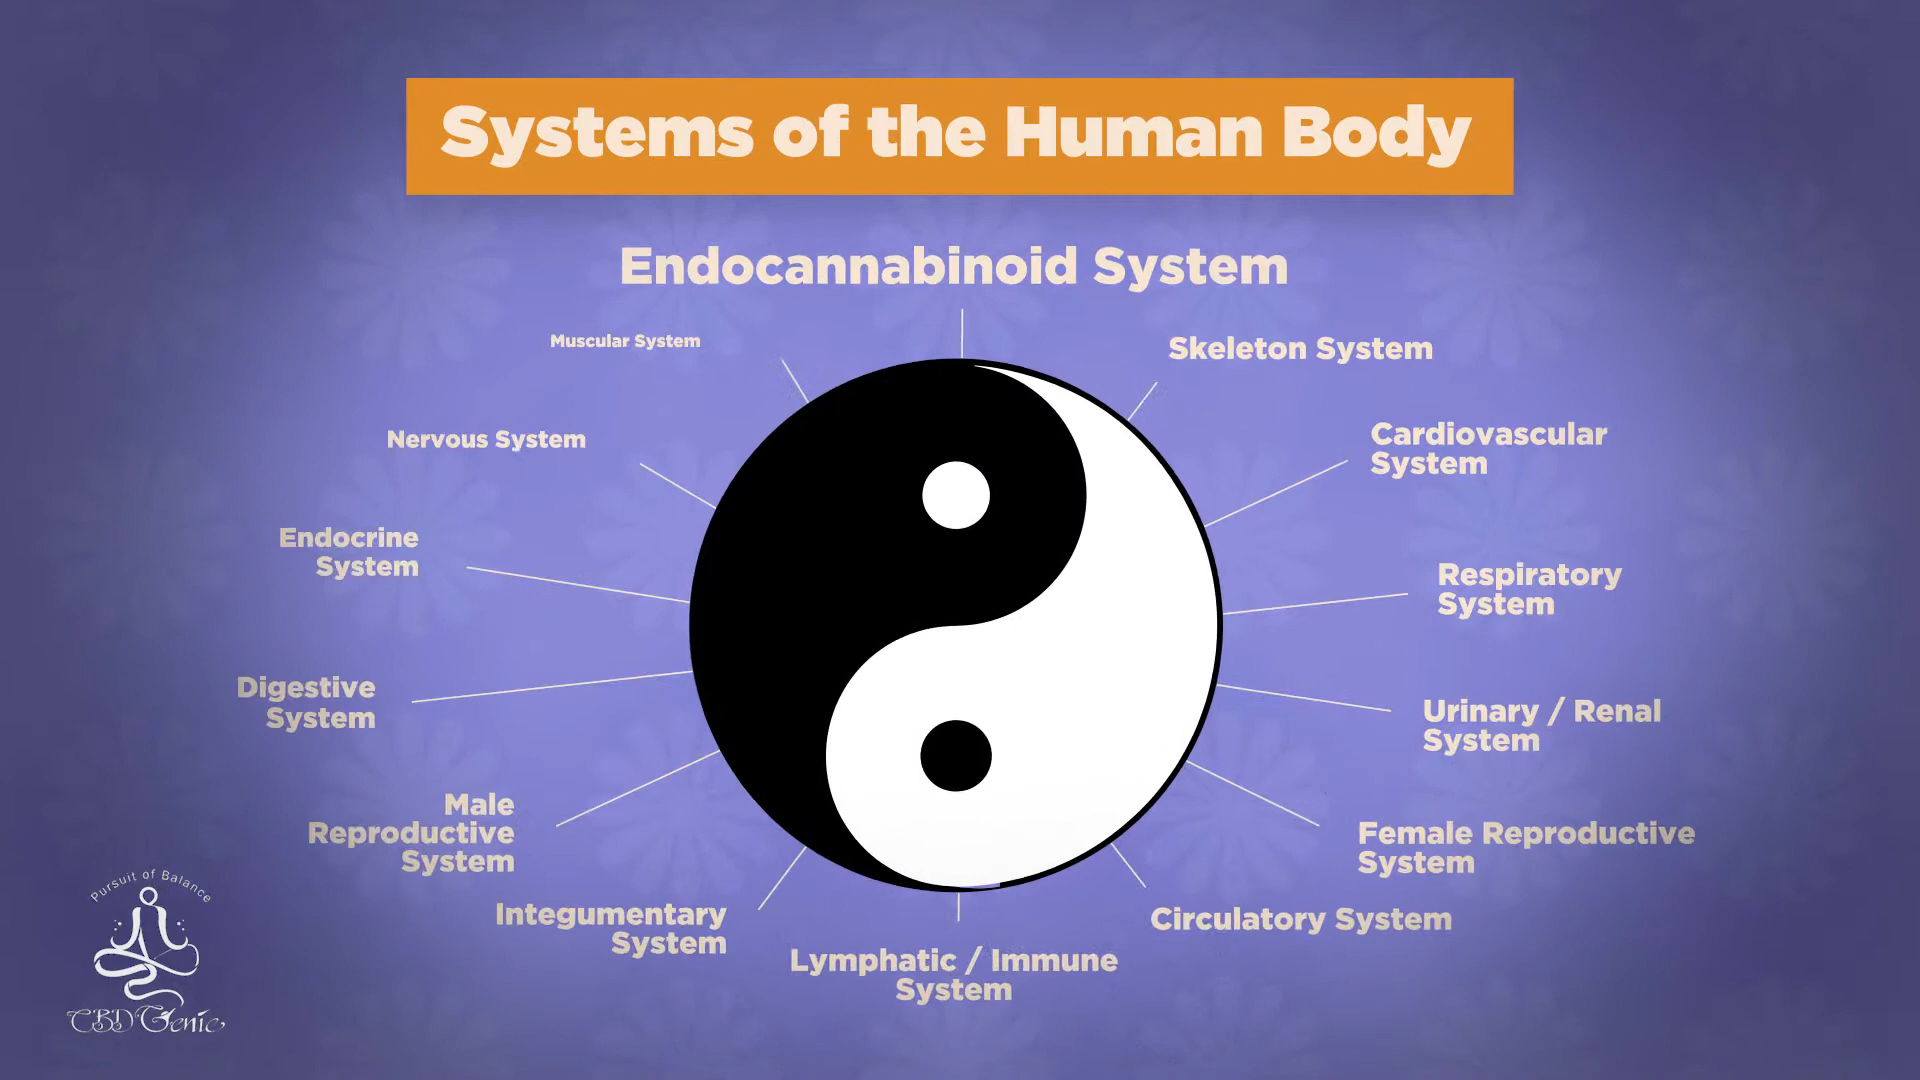 Systems of the Human Body
Endocannabinoid System
Muscular System
Skeleton System
Nervous System
Cardiovascular
System
Endocrine
System
Respiratory
System
Digestive
System
Urinary / Renal
System
Male
Reproductive
System
Female Reproductive
System
Integumentary
System
Circulatory System
Lymphatic / Immune
System
Pursuit of Balance
CBD Genie